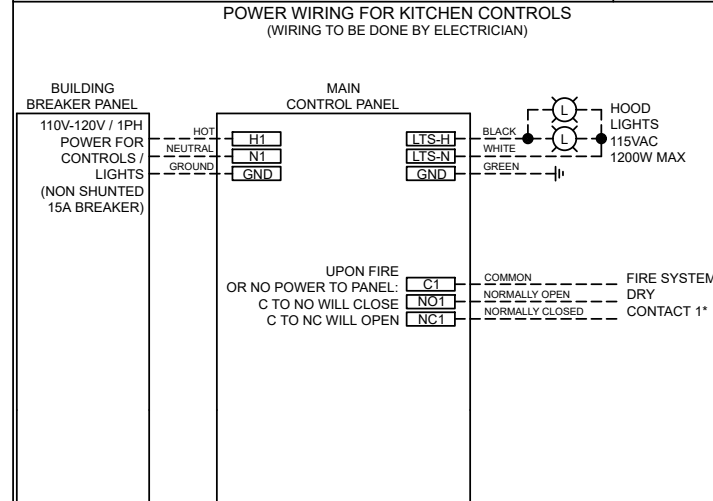 POWER WIRING FOR KITCHEN CONTROLS
(WIRING TO BE DONE BY ELECTRICIAN)
BUILDING
BREAKER PANEL
110V-120V / 1PH
POWER FOR
CONTROLS /
LIGHTS
(NON SHUNTED
15A BREAKER)
HOT
NEUTRAL
GROUND
MAIN
CONTROL PANEL
H1
N1
GND
LTS-H
LTS-N
GND
BLACK
WHITE
GREEN
L
L
HOOD
LIGHTS
115VAC
1200W MAX
UPON FIRE
OR NO POWER TO PANEL:
C TO NO WILL CLOSE
C TO NC WILL OPEN
C1
NO1
NC1
COMMON
NORMALLY OPEN
NORMALLY CLOSED
FIRE SYSTEM
DRY
CONTACT 1*